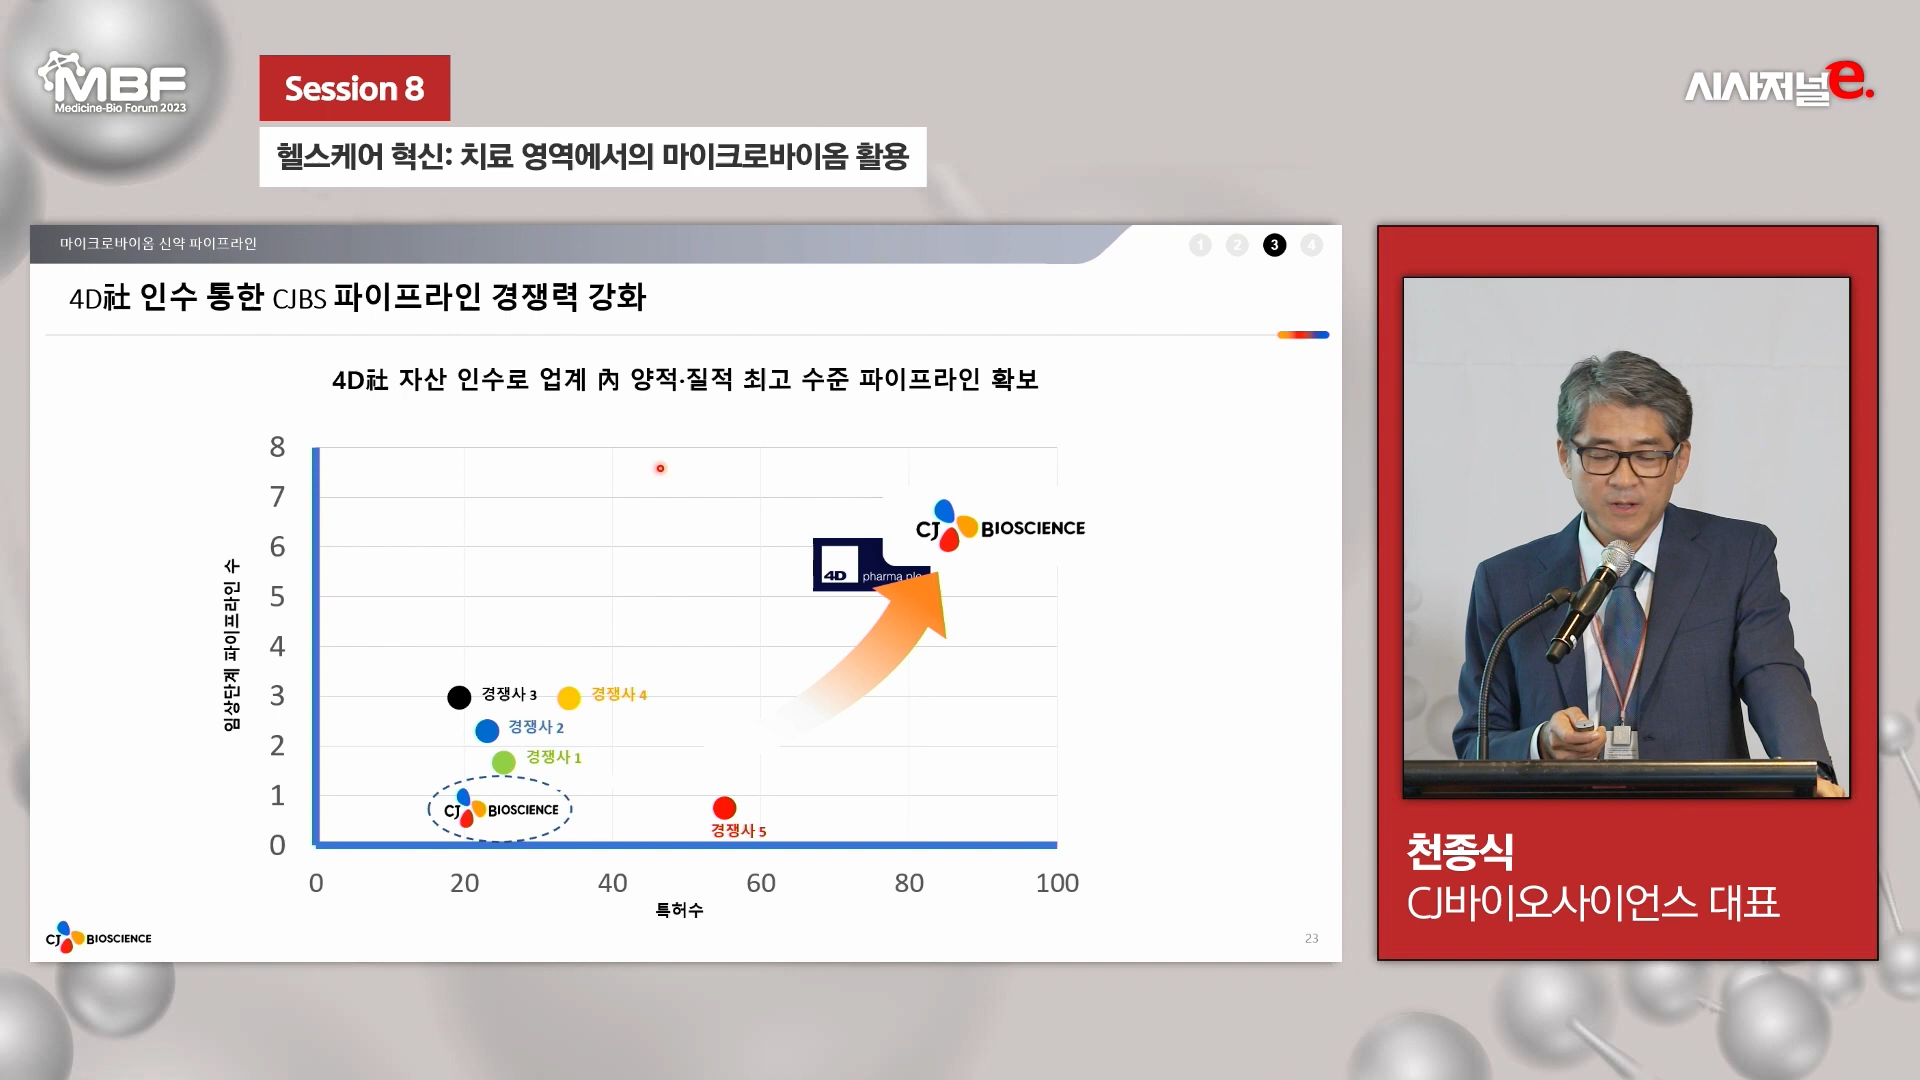 MBF
Medicine-Bio Forum 2023
Session 8
헬스케어 혁신: 치료 영역에서의 마이크로바이옴 활용
시사저널e.
마이크로바이옴 신약 파이프라인
1 2 3 4
4D社 인수 통한 CJBS 파이프라인 경쟁력 강화
4D社 자산 인수로 업계 內 양적·질적 최고 수준 파이프라인 확보
임상단계 파이프라인 수
8
7
6
5
4
3
2
1
0
CJ BIOSCIENCE
4D pharma plc
경쟁사 3
경쟁사 4
경쟁사 2
경쟁사 1
CJ BIOSCIENCE
경쟁사 5
0 20 40 60 80 100
특허수
CJ BIOSCIENCE
23
천종식
CJ바이오사이언스 대표